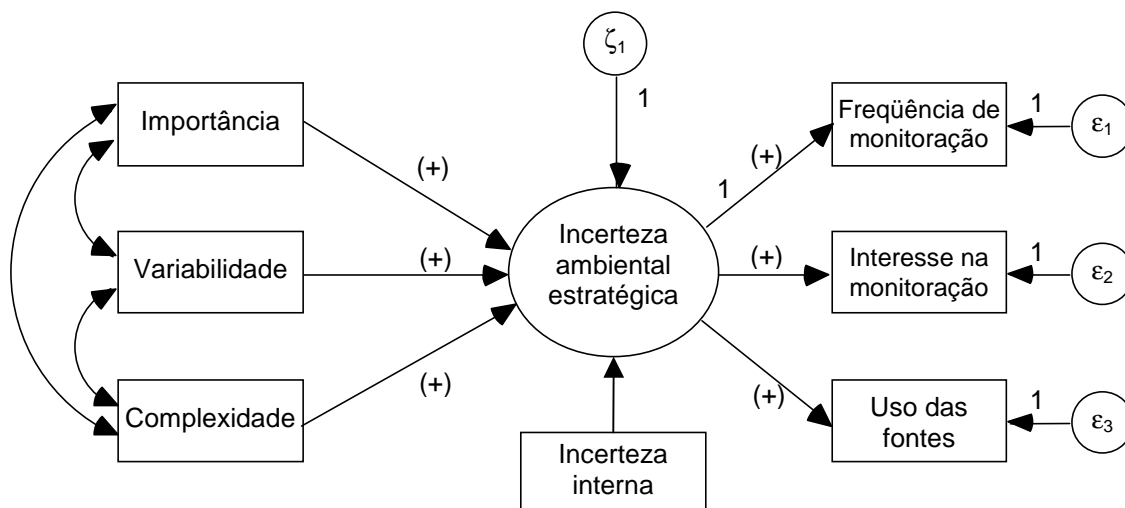 ζ1
1
Importância
(+)
Variabilidade
(+)
Complexidade
(+)
Incerteza
ambiental
estratégica
Incerteza
interna
1
(+)
(+)
(+)
Freqüência de
monitoração
1
ε1
Interesse na
monitoração
1
ε2
Uso das
fontes
1
ε3